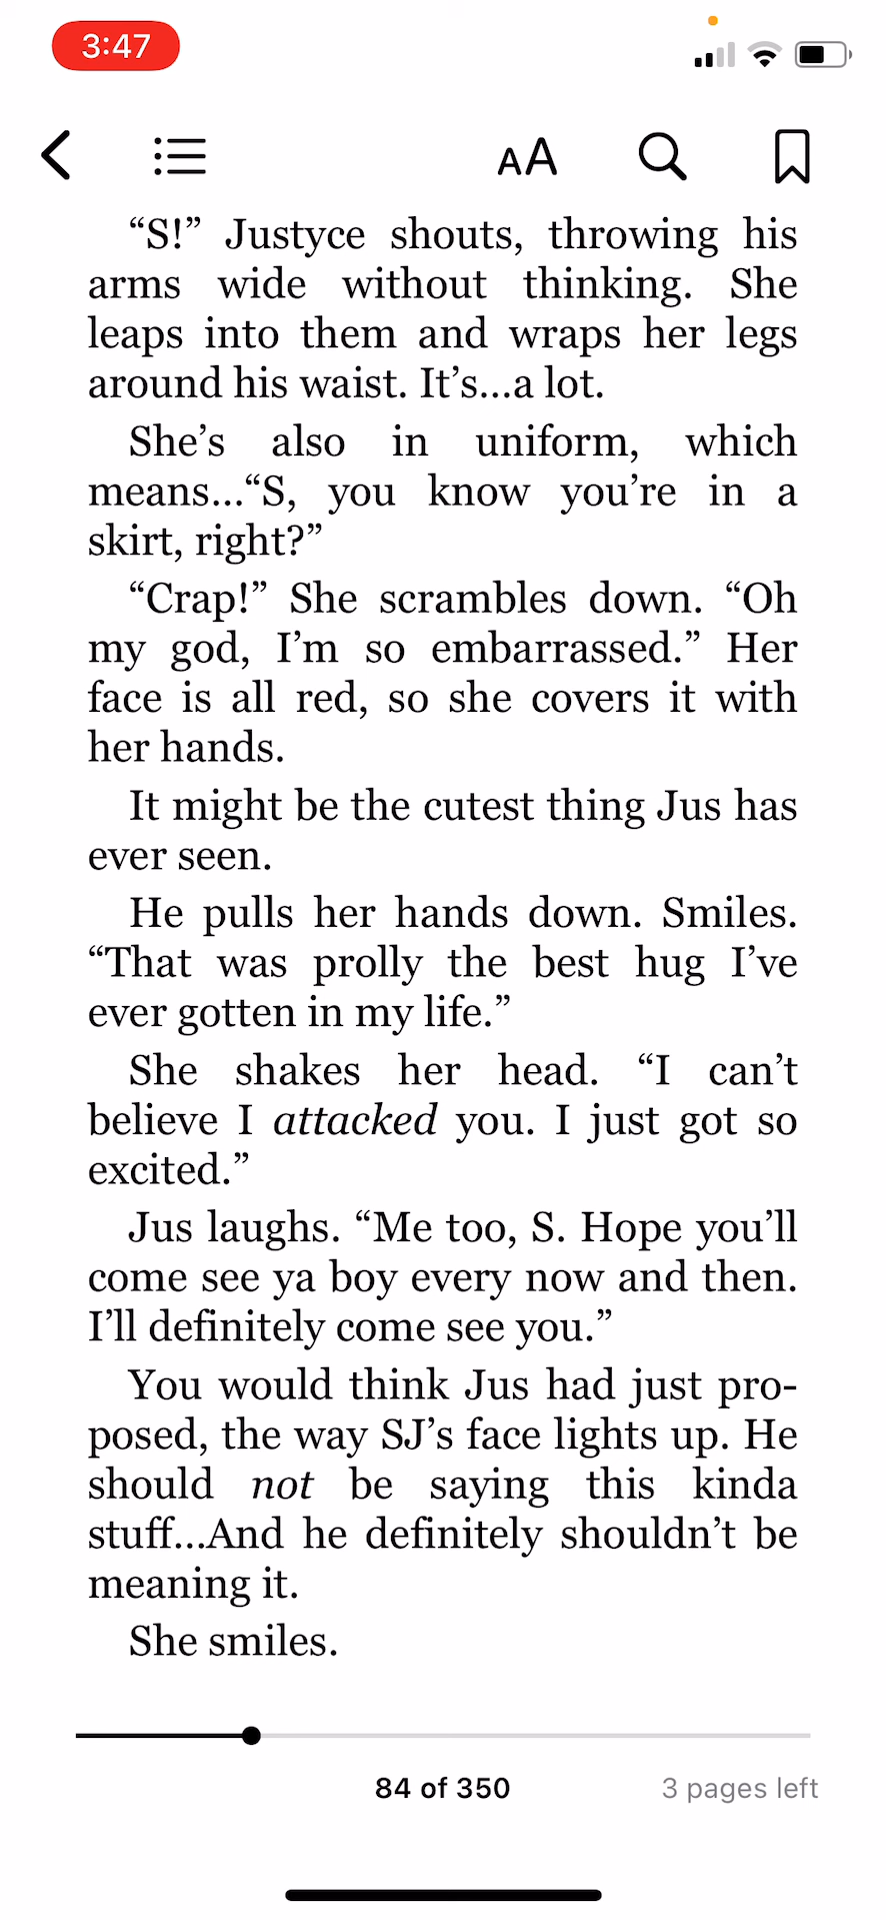 3:47
AA
“S!” Justyce shouts, throwing his
arms wide without thinking. She
leaps into them and wraps her legs
around his waist. It’s...a lot.
She’s also in uniform, which
means...“S, you know you’re in a
skirt, right?”
“Crap!” She scrambles down. “Oh
my god, I’m so embarrassed.” Her
face is all red, so she covers it with
her hands.
It might be the cutest thing Jus has
ever seen.
He pulls her hands down. Smiles.
“That was prolly the best hug I’ve
ever gotten in my life.”
She shakes her head. “I can’t
believe I attacked you. I just got so
excited.”
Jus laughs. “Me too, S. Hope you’ll
come see ya boy every now and then.
I’ll definitely come see you.”
You would think Jus had just pro-
posed, the way SJ’s face lights up. He
should not be saying this kinda
stuff...And he definitely shouldn’t be
meaning it.
She smiles.
84 of 350
3 pages left